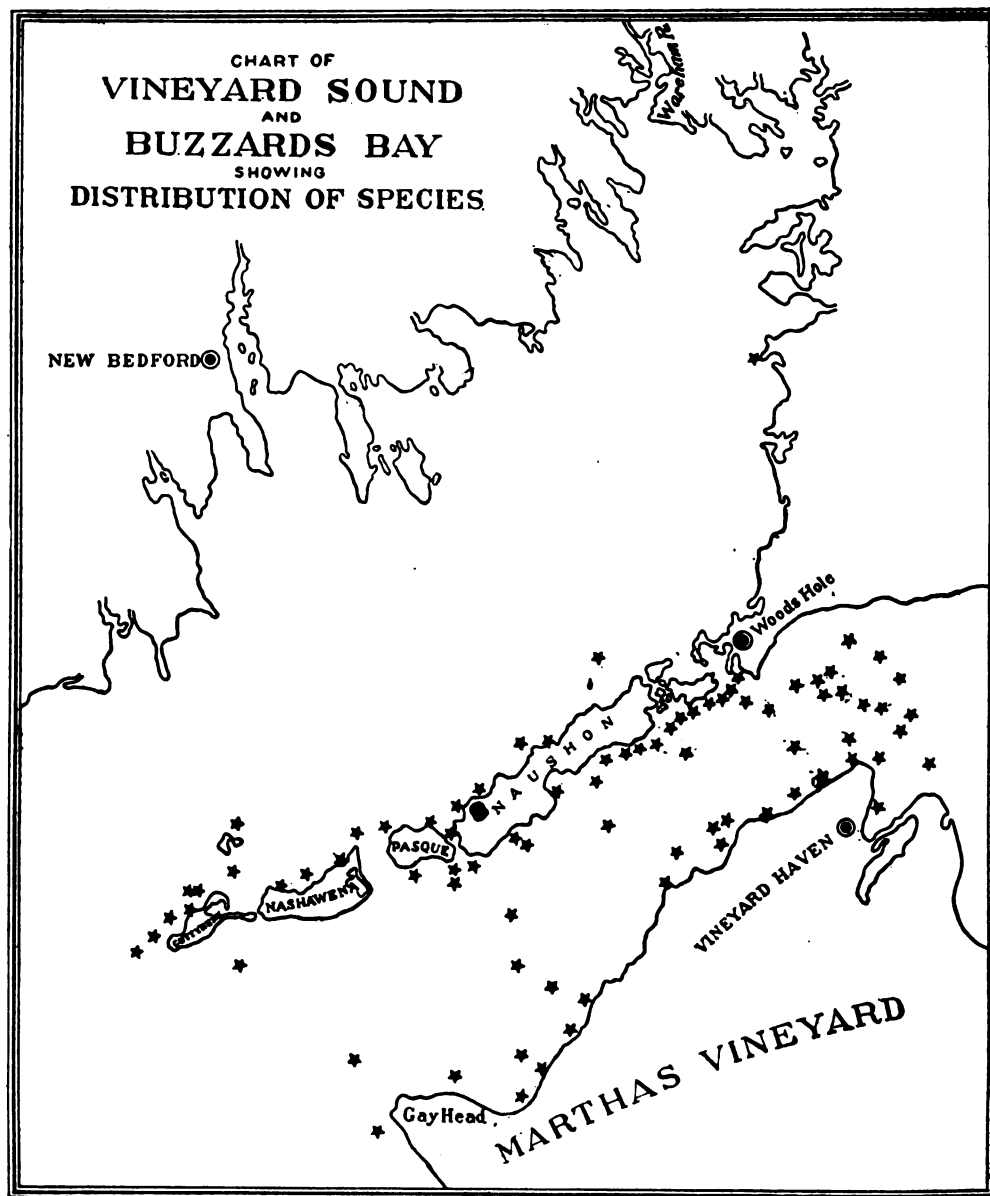 CHART OF
VINEYARD SOUND
AND
BUZZARDS BAY
SHOWING
DISTRIBUTION OF SPECIES
Wareham R.
NEW BEDFORD
Woods Hole
NAUSHON
PASQUE
NASHAWENA
VINEYARD HAVEN
MARTHAS VINEYARD
Gay Head